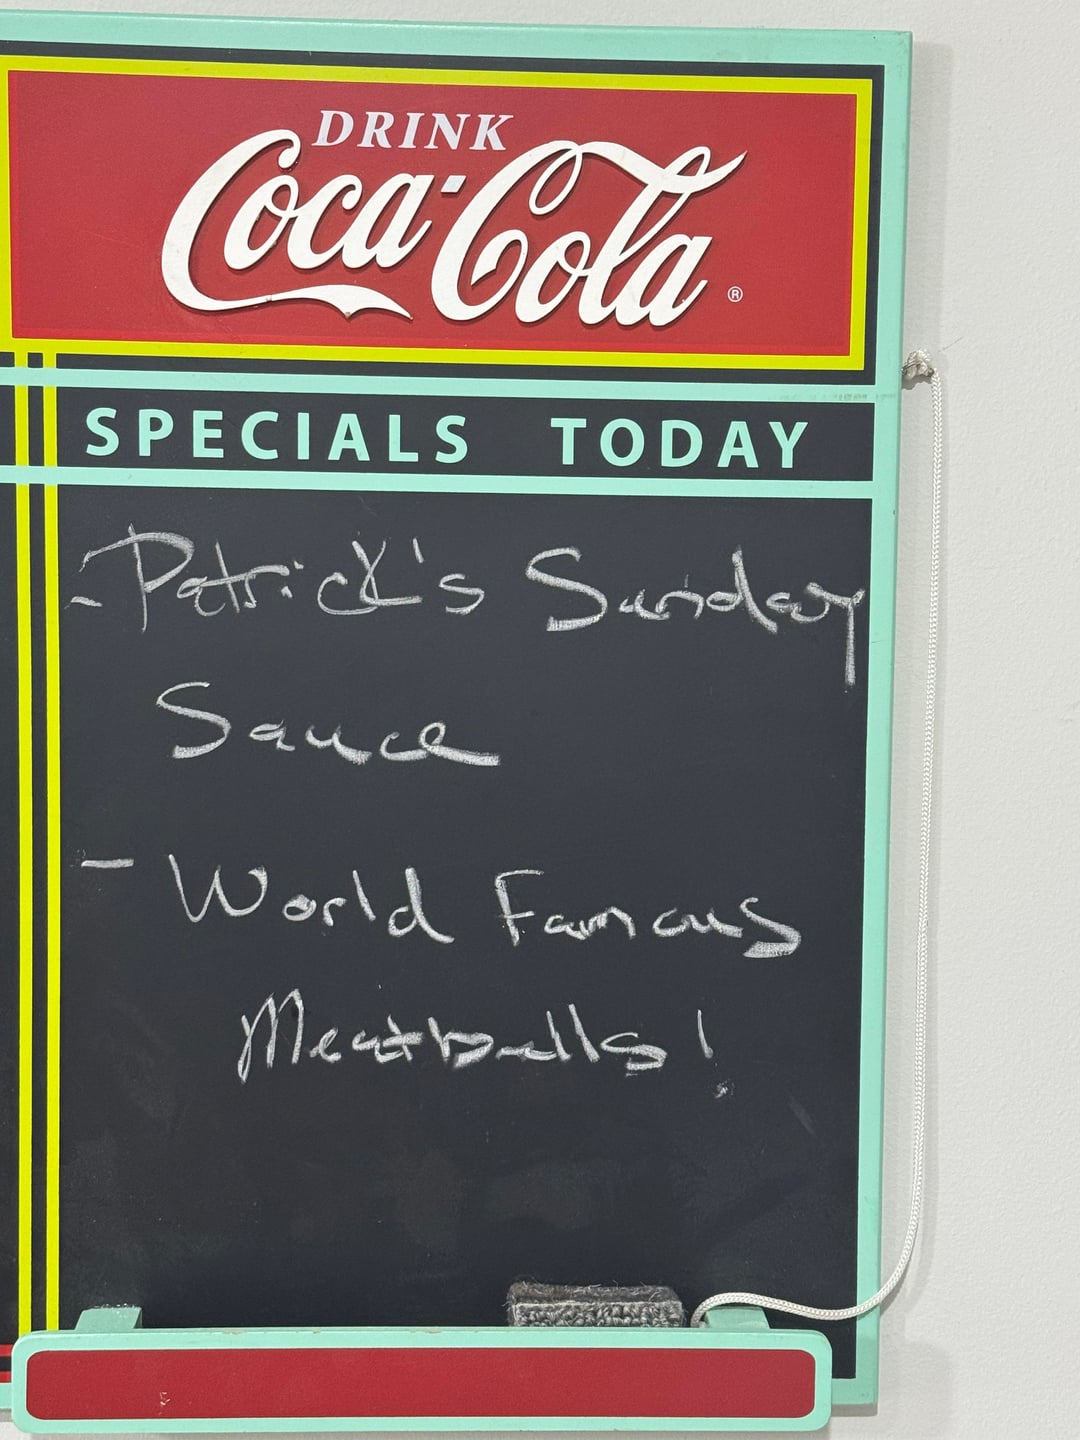 DRINK
Coca-Cola ®
SPECIALS TODAY
- Patrick's Sunday
Sauce
- World Famous
Meatballs!